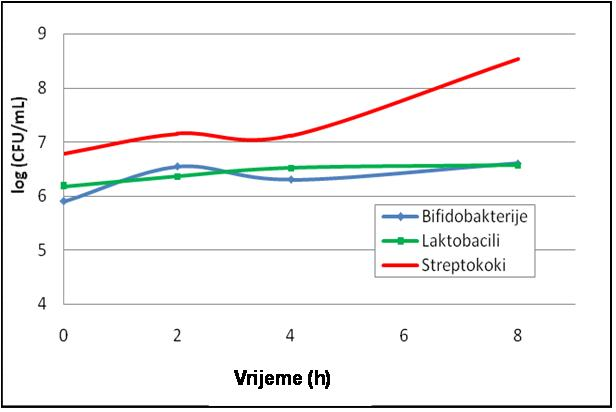 9
8
7
6
5
4
log (CFU/mL)
Bifidobakterije
Laktobacili
Streptokoki
0 2 4 6 8
Vrijeme (h)